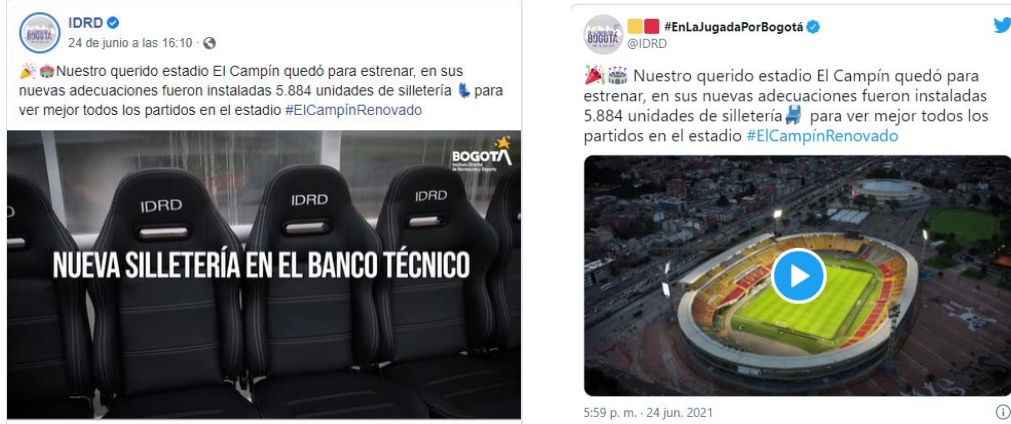 IDRD
24 de junio a las 16:10 ·
🎉🏟️Nuestro querido estadio El Campín quedó para estrenar, en sus
nuevas adecuaciones fueron instaladas 5.884 unidades de silletería 💺 para
ver mejor todos los partidos en el estadio #ElCampínRenovado
BOGOTÁ
IDRD
IDRD
IDRD
NUEVA SILLETERÍA EN EL BANCO TÉCNICO
🟨🟥 #EnLaJugadaPorBogotá
@IDRD
🎉🏟️ Nuestro querido estadio El Campín quedó para
estrenar, en sus nuevas adecuaciones fueron instaladas
5.884 unidades de silletería💺 para ver mejor todos los
partidos en el estadio #ElCampínRenovado
5:59 p. m. · 24 jun. 2021